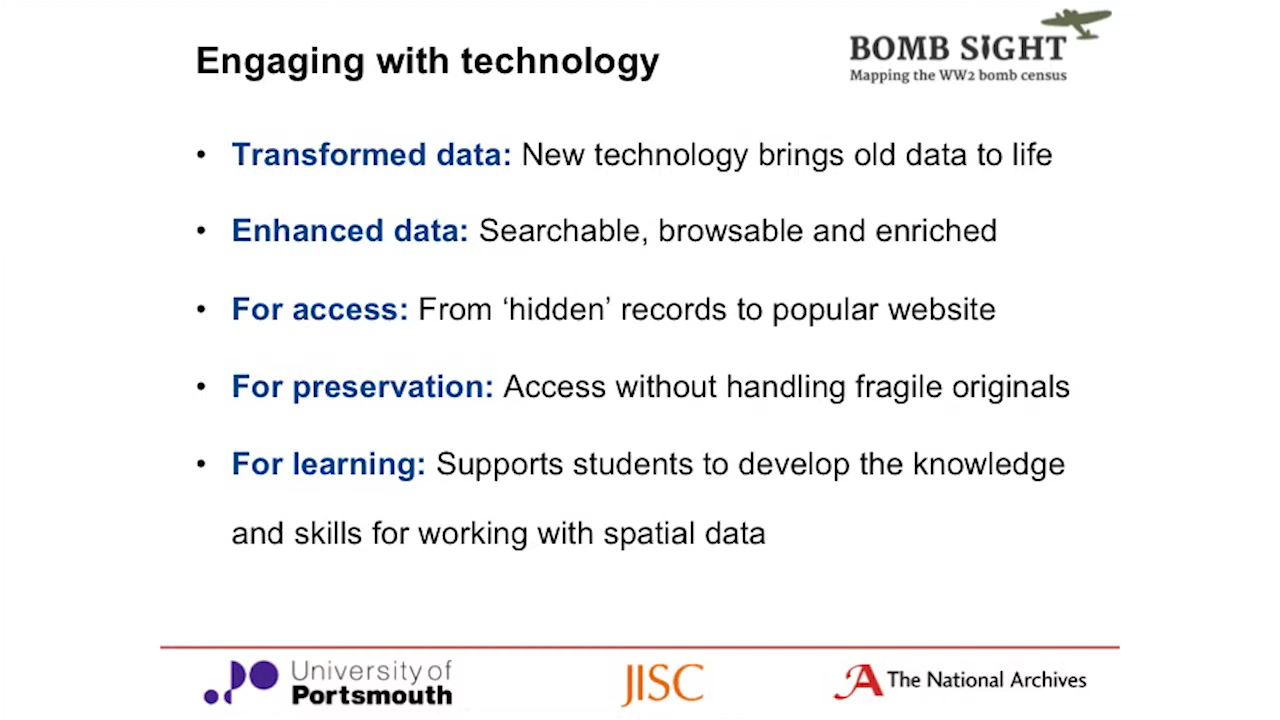 Engaging with technology
BOMB SIGHT
Mapping the WW2 bomb census
• Transformed data: New technology brings old data to life
• Enhanced data: Searchable, browsable and enriched
• For access: From ‘hidden’ records to popular website
• For preservation: Access without handling fragile originals
• For learning: Supports students to develop the knowledge
and skills for working with spatial data
University of
Portsmouth
JISC
The National Archives